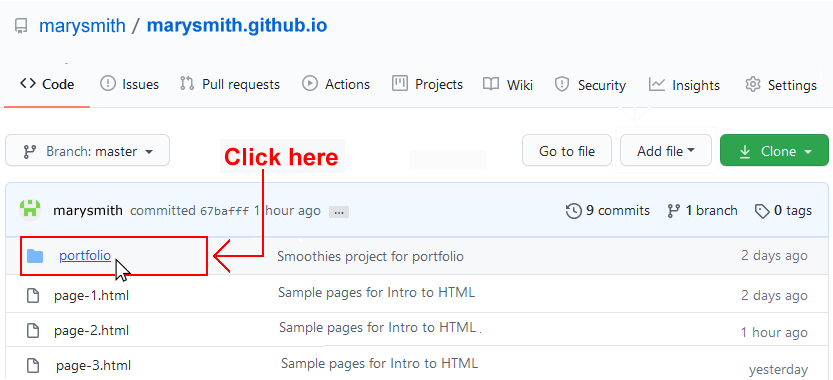 marysmith / marysmith.github.io
Code Issues Pull requests Actions Projects Wiki Security Insights Settings
Branch: master Click here Go to file Add file Clone
marysmith committed 67bafff 1 hour ago ... 9 commits 1 branch 0 tags
portfolio Smoothies project for portfolio 2 days ago
page-1.html Sample pages for Intro to HTML 2 days ago
page-2.html Sample pages for Intro to HTML . 1 hour ago
page-3.html Sample pages for Intro to HTML yesterday